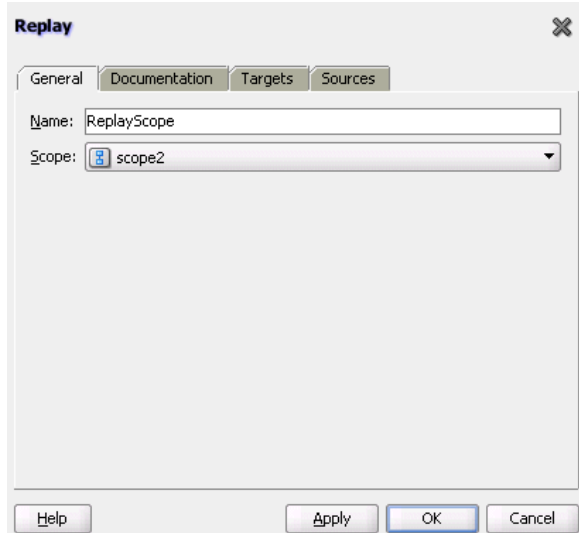 Replay
General Documentation Targets Sources
Name: ReplayScope
Scope: scope2
Help Apply OK Cancel